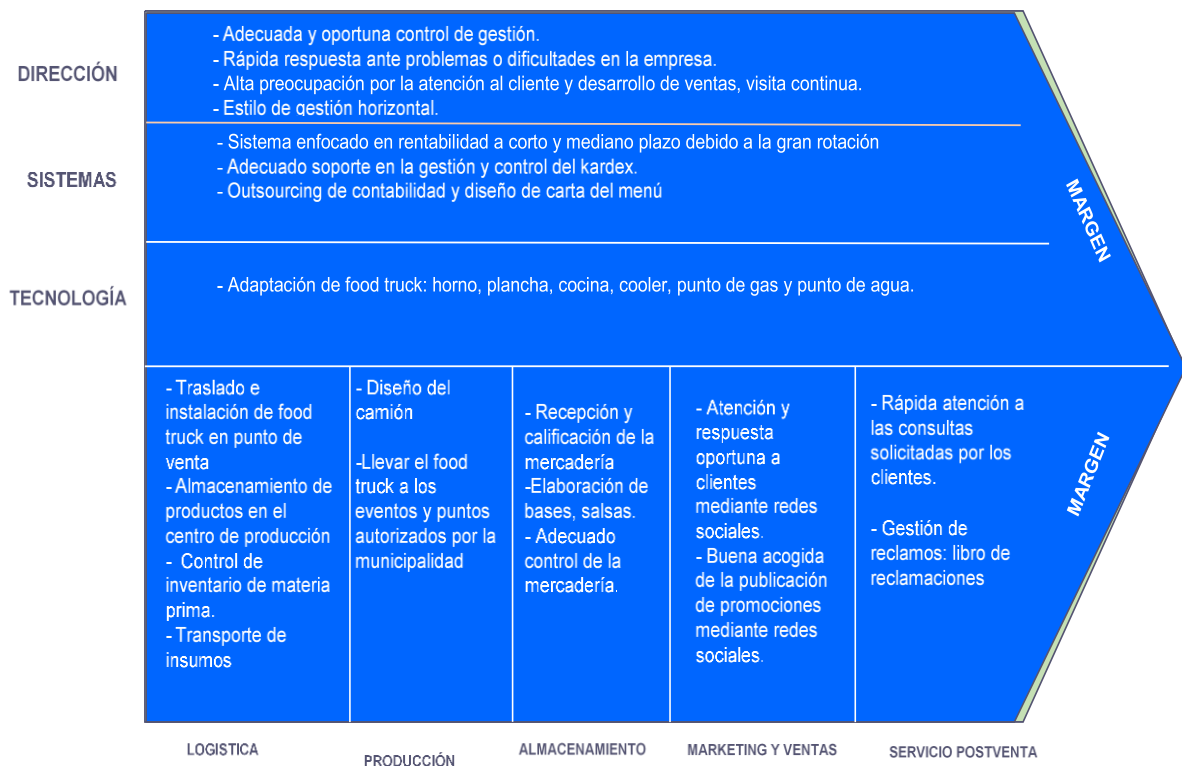 DIRECCIÓN
- Adecuada y oportuna control de gestión.
- Rápida respuesta ante problemas o dificultades en la empresa.
- Alta preocupación por la atención al cliente y desarrollo de ventas, visita continua.
- Estilo de gestión horizontal.
SISTEMAS
- Sistema enfocado en rentabilidad a corto y mediano plazo debido a la gran rotación
- Adecuado soporte en la gestión y control del kardex.
- Outsourcing de contabilidad y diseño de carta del menú
MARGEN
TECNOLOGÍA
- Adaptación de food truck: horno, plancha, cocina, cooler, punto de gas y punto de agua.
- Traslado e
instalación de food
truck en punto de
venta
- Almacenamiento de
productos en el
centro de producción
- Control de
inventario de materia
prima.
- Transporte de
insumos
- Diseño del
camión
-Llevar el food
truck a los
eventos y puntos
autorizados por la
municipalidad
- Recepción y
calificación de la
mercadería
-Elaboración de
bases, salsas.
- Adecuado
control de la
mercadería.
- Atención y
respuesta
oportuna a
clientes
mediante redes
sociales.
- Buena acogida
de la publicación
de promociones
mediante redes
sociales.
- Rápida atención a
las consultas
solicitadas por los
clientes.
- Gestión de
reclamos: libro de
reclamaciones
MARGEN
LOGISTICA
PRODUCCIÓN
ALMACENAMIENTO
MARKETING Y VENTAS
SERVICIO POSTVENTA